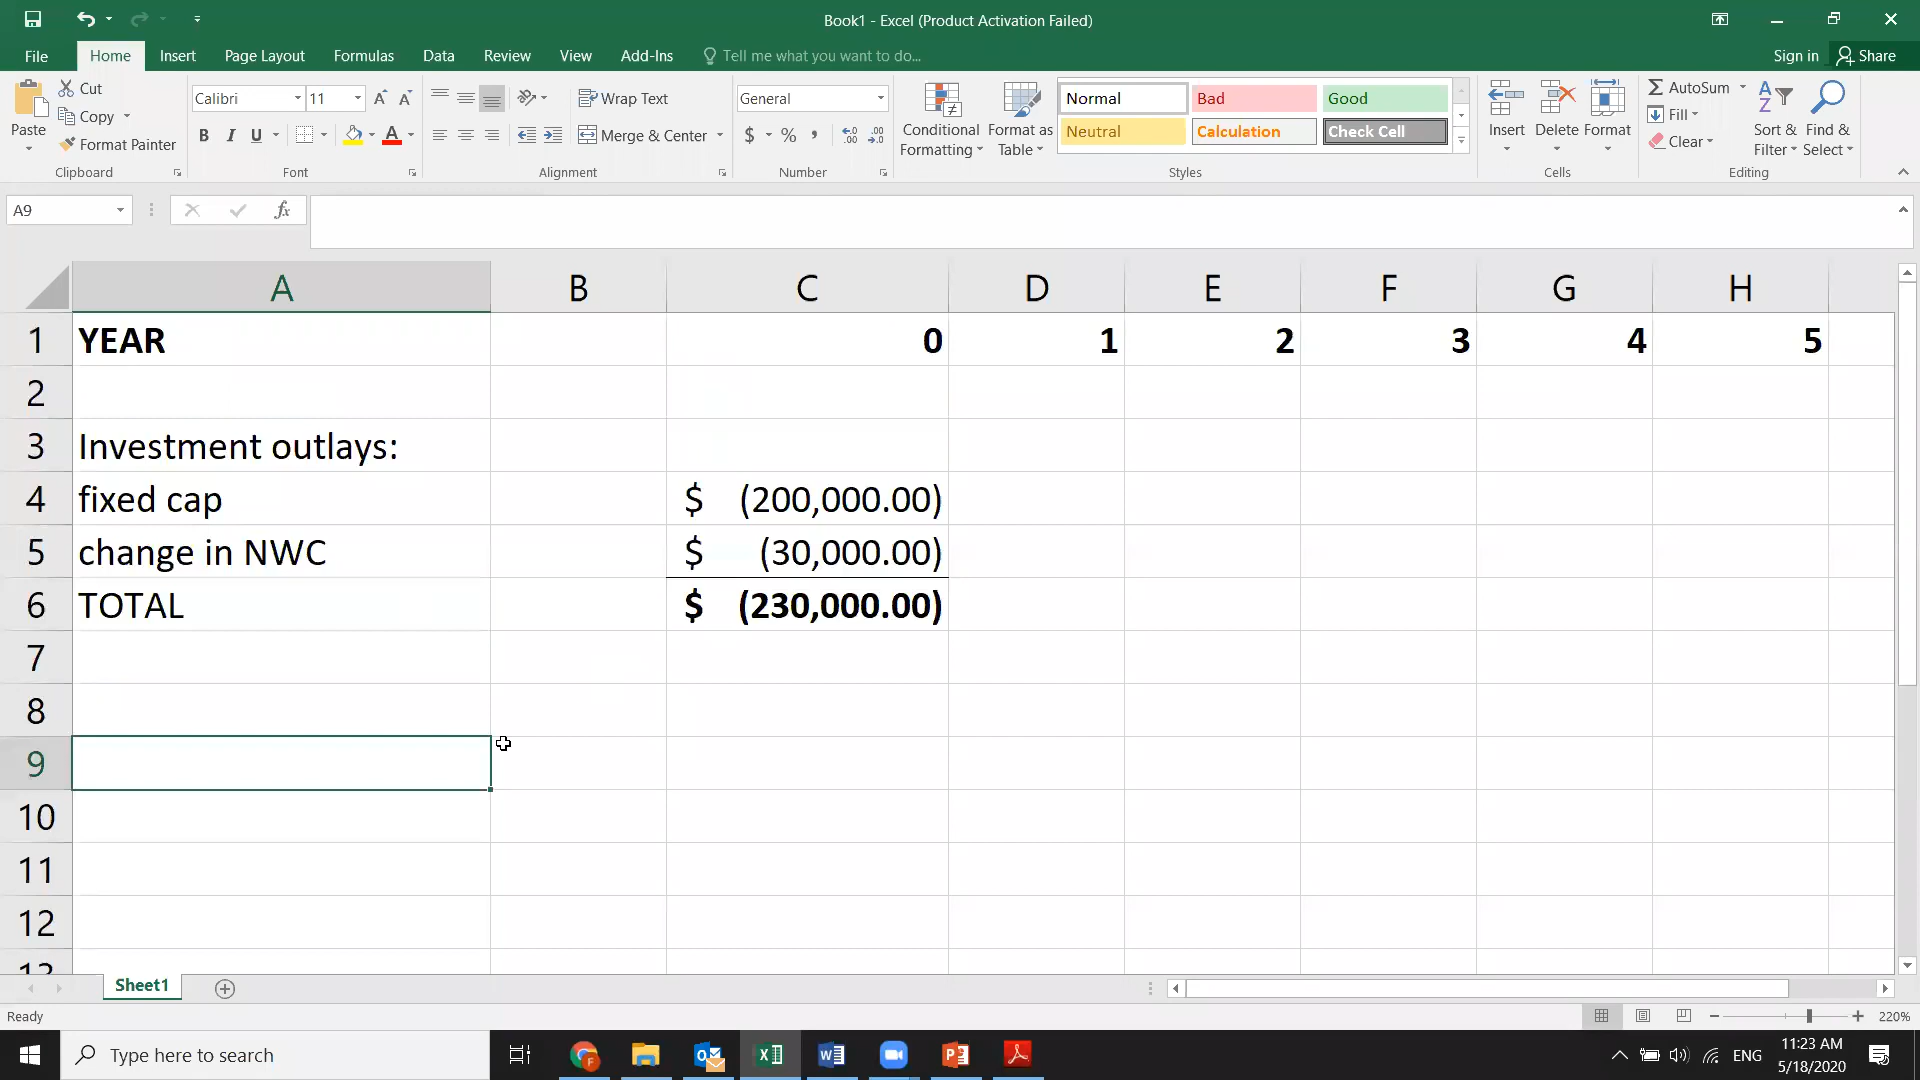 Book1 - Excel (Product Activation Failed)
File Home Insert Page Layout Formulas Data Review View Add-Ins Tell me what you want to do... Sign in Share
Paste
Cut
Copy
Format Painter
Clipboard
Calibri 11
B I U
Font
Wrap Text
Merge & Center
Alignment
General
$ %
Number
Conditional Formatting
Format as Table
Normal Bad Good
Neutral Calculation Check Cell
Styles
Insert Delete Format
Cells
AutoSum
Fill
Clear
Sort & Filter
Find & Select
Editing
A9 fx
A B C D E F G H
1 YEAR 0 1 2 3 4 5
2
3 Investment outlays:
4 fixed cap $ (200,000.00)
5 change in NWC $ (30,000.00)
6 TOTAL $ (230,000.00)
7
8
9
10
11
12
13
Sheet1
Ready 220%
Type here to search
ENG
11:23 AM
5/18/2020